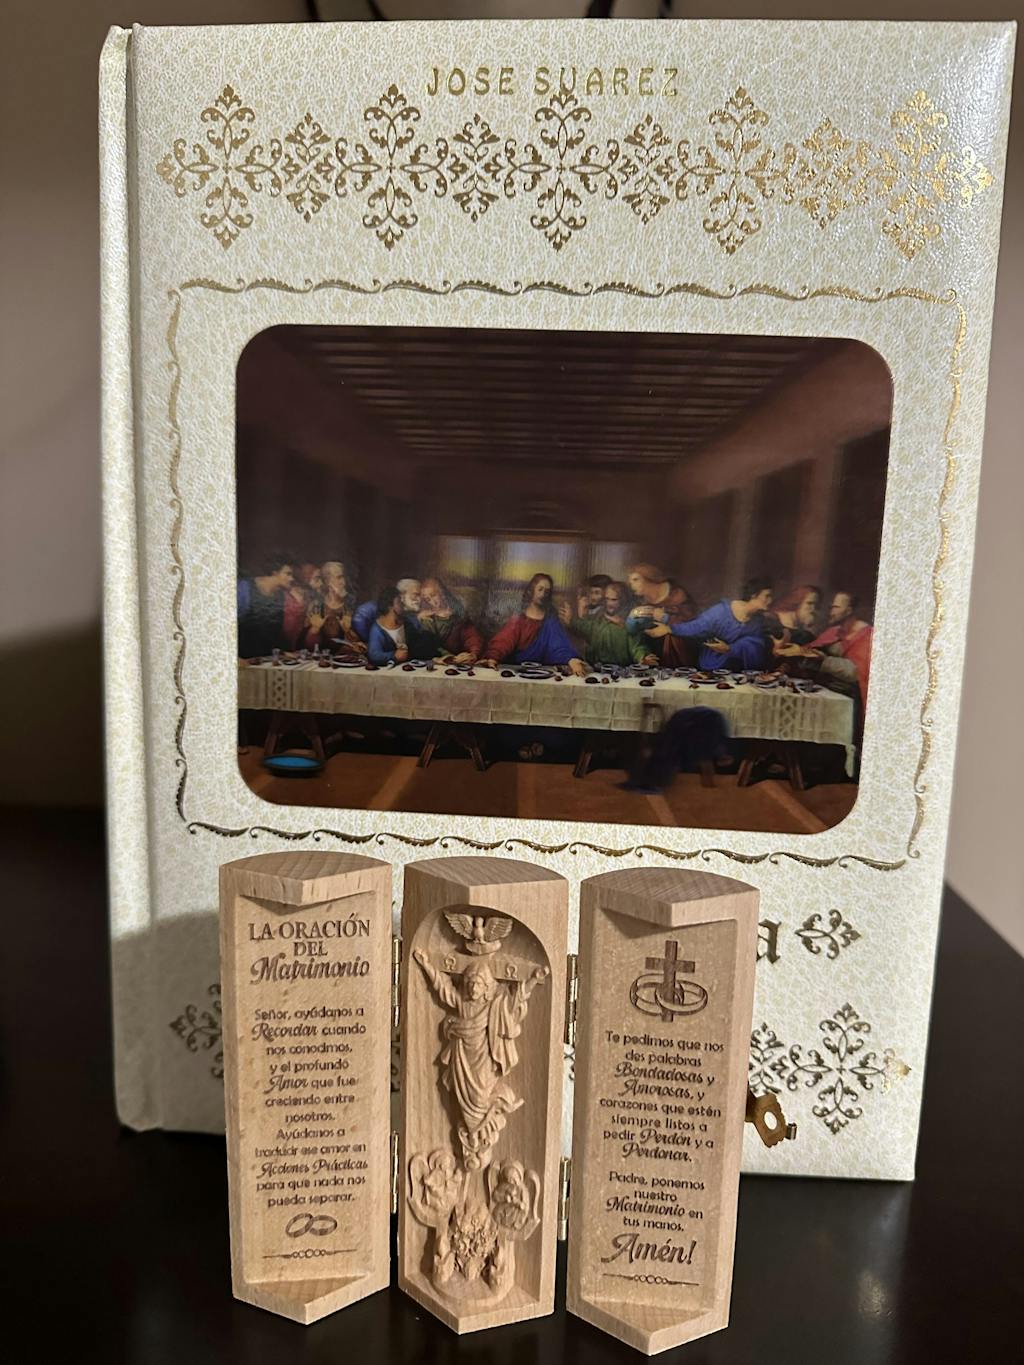 JOSE SUAREZ
LA ORACIÓN
DEL
Matrimonio
Señor, ayúdanos a
Recordar cuando
nos conocimos,
y el profundo
Amor que fue
creciendo entre
nosotros.
Ayúdanos a
traducir ese amor en
Acciones Prácticas
para que nada nos
pueda separar.
Te pedimos que nos
des palabras
Bondadosas y
Amorosas, y
corazones que estén
siempre listos a
pedir Perdón y a
Perdonar.
Padre, ponemos
nuestro
Matrimonio en
tus manos.
Amén!